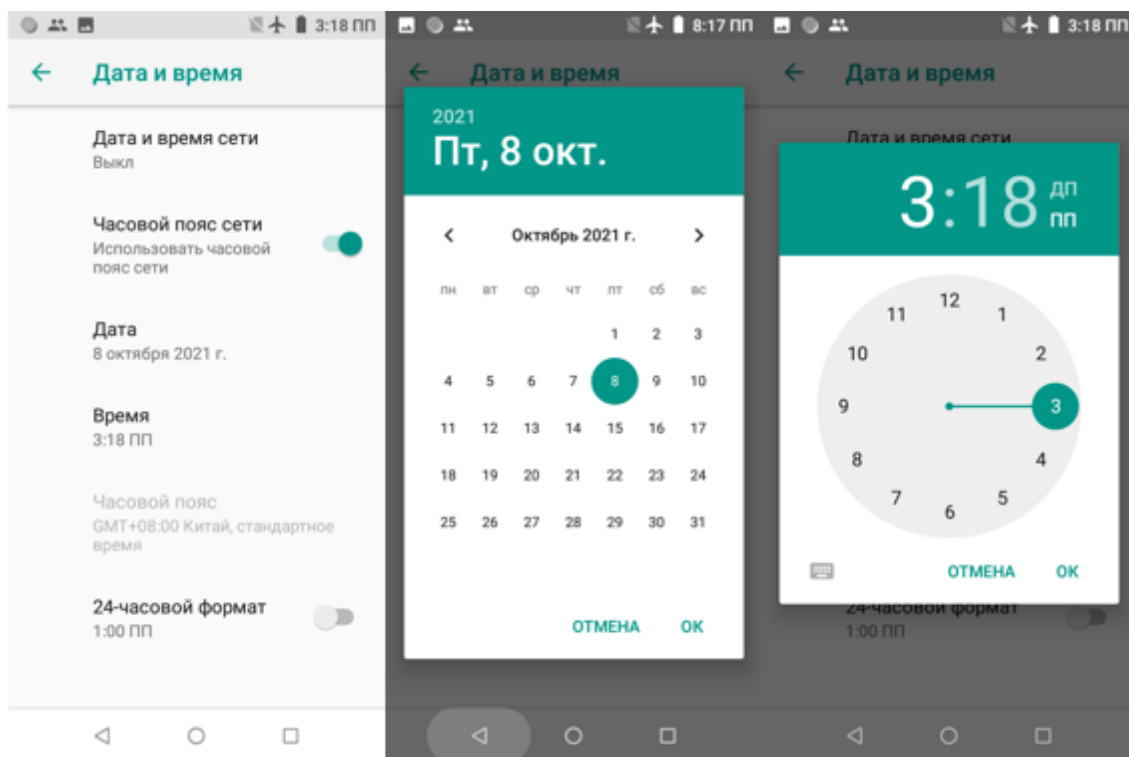 3:18 ПП
Дата и время
Дата и время сети
Выкл
Часовой пояс сети
Использовать часовой
пояс сети
Дата
8 октября 2021 г.
Время
3:18 ПП
Часовой пояс
GMT+08:00 Китай, стандартное
время
24-часовой формат
1:00 ПП
8:17 ПП
Дата и время
2021
Пт, 8 окт.
Октябрь 2021 г.
пн вт ср чт пт сб вс
1 2 3
4 5 6 7 8 9 10
11 12 13 14 15 16 17
18 19 20 21 22 23 24
25 26 27 28 29 30 31
ОТМЕНА ОК
3:18 ПП
Дата и время
Дата и время сети
3:18 ДП
ПП
12
11 1
10 2
9 3
8 4
7 5
6
ОТМЕНА ОК
24-часовой формат
1:00 ПП